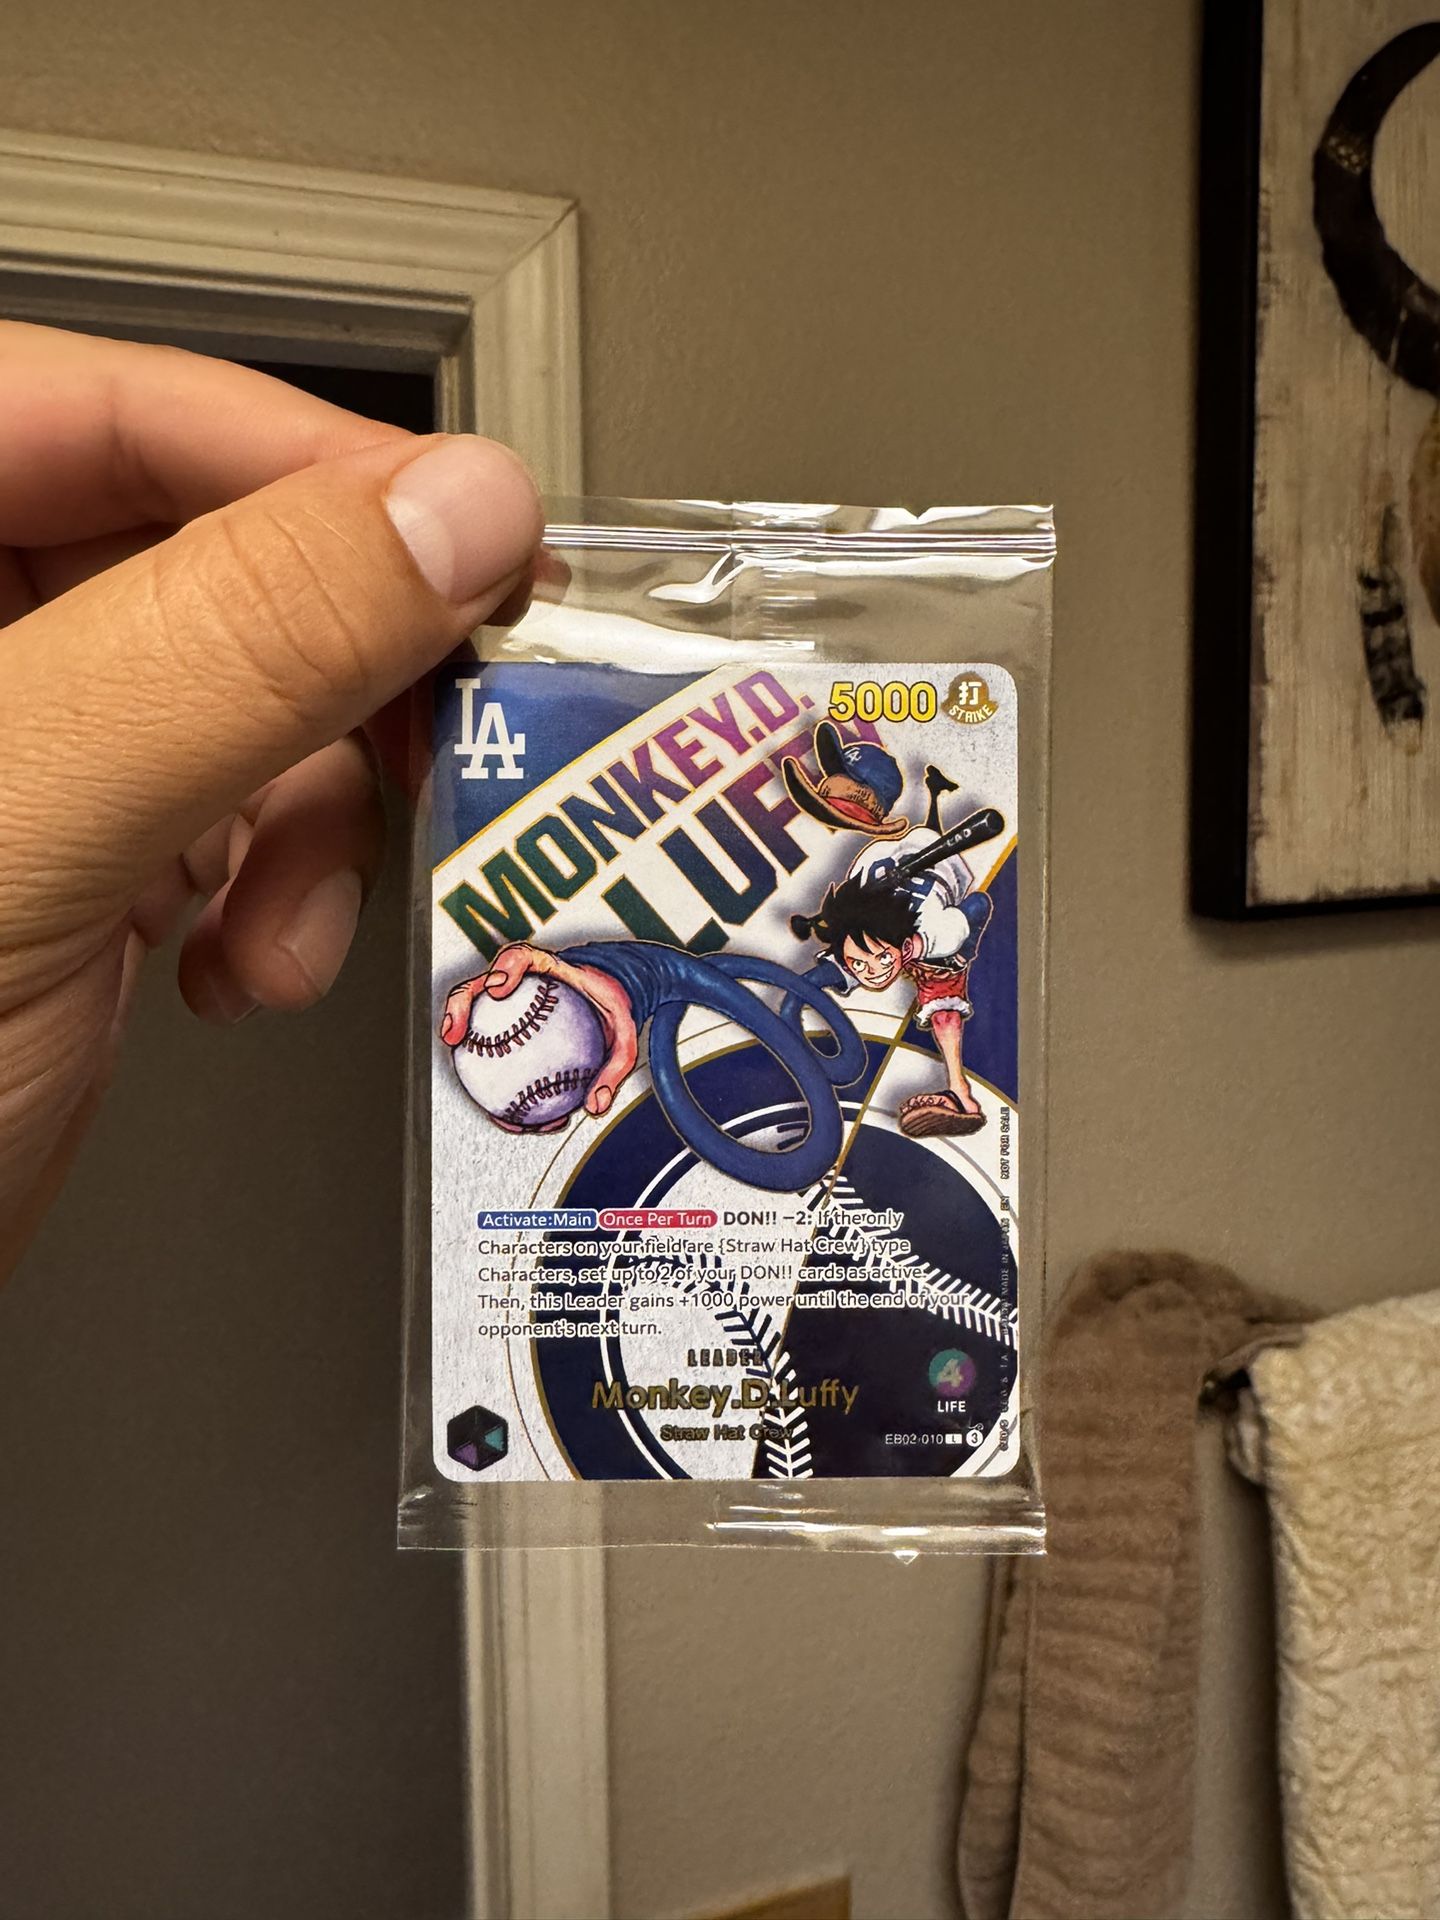 LA
MONKEY.D.
LUFFY
5000
打
STRIKE
Activate:Main Once Per Turn DON!! −2: If the only
Characters on your field are {Straw Hat Crew} type
Characters, set up to 2 of your DON!! cards as active.
Then, this Leader gains +1000 power until the end of your
opponent's next turn.
LEADER
Monkey.D.Luffy
Straw Hat Crew
4
LIFE
EB02-010 L 3
NOT FOR SALE
EN
MADE IN JAPAN